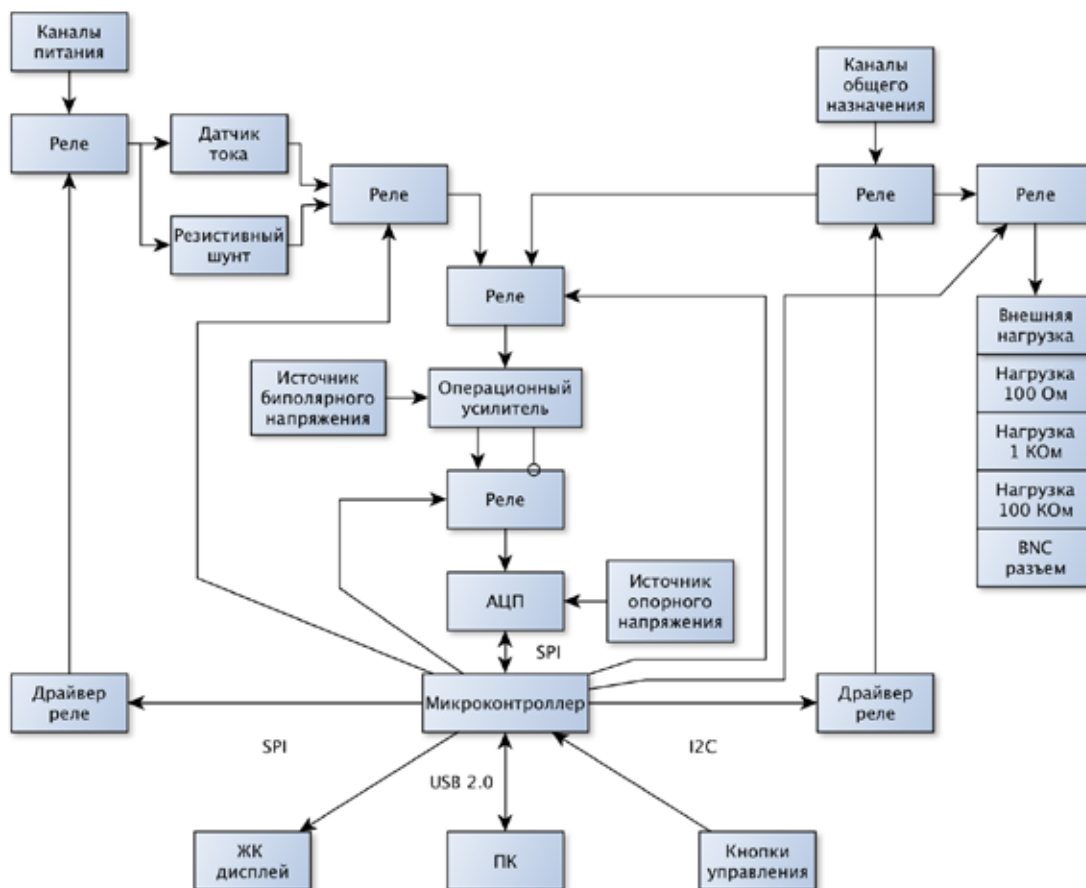 Каналы
питания
Каналы
общего
назначения
Реле
Датчик
тока
Реле
Реле
Реле
Резистивный
шунт
Реле
Внешняя
нагрузка
Источник
биполярного
напряжения
Операционный
усилитель
Нагрузка
100 Ом
Нагрузка
1 КОм
Реле
Нагрузка
100 КОм
BNC
разъем
АЦП
Источник
опорного
напряжения
SPI
Драйвер
реле
Микроконтроллер
Драйвер
реле
SPI
I2C
USB 2.0
ЖК
дисплей
ПК
Кнопки
управления